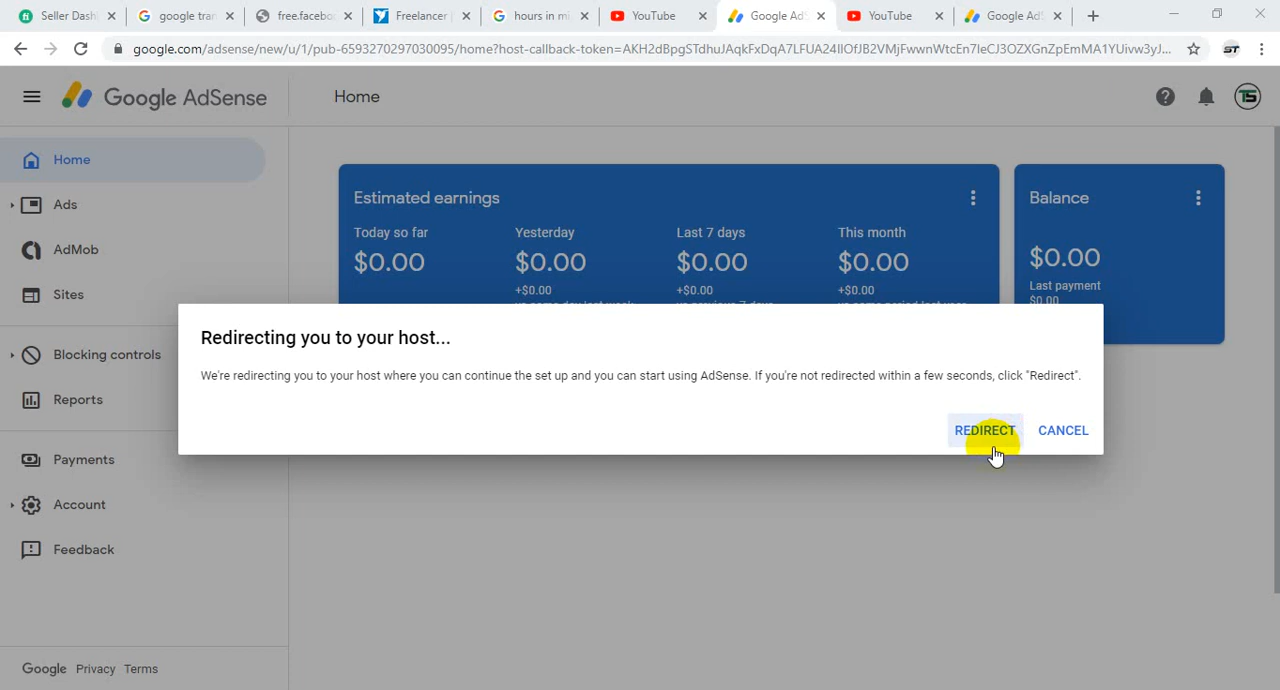 Seller Dash
google tran
free.facebo
Freelancer
hours in mi
YouTube
Google Ad
YouTube
Google Ad
google.com/adsense/new/u/1/pub-6593270297030095/home?host-callback-token=
Google AdSense
Home
Home
Ads
AdMob
Sites
Blocking controls
Reports
Payments
Account
Feedback
Google Privacy Terms
Estimated earnings
Today so far Yesterday Last 7 days This month
$0.00 $0.00 $0.00 $0.00
+$0.00 +$0.00 +$0.00
Balance
$0.00
Last payment
$0.00
Redirecting you to your host...
We're redirecting you to your host where you can continue the set up and you can start using AdSense. If you're not redirected within a few seconds, click "Redirect".
REDIRECT CANCEL